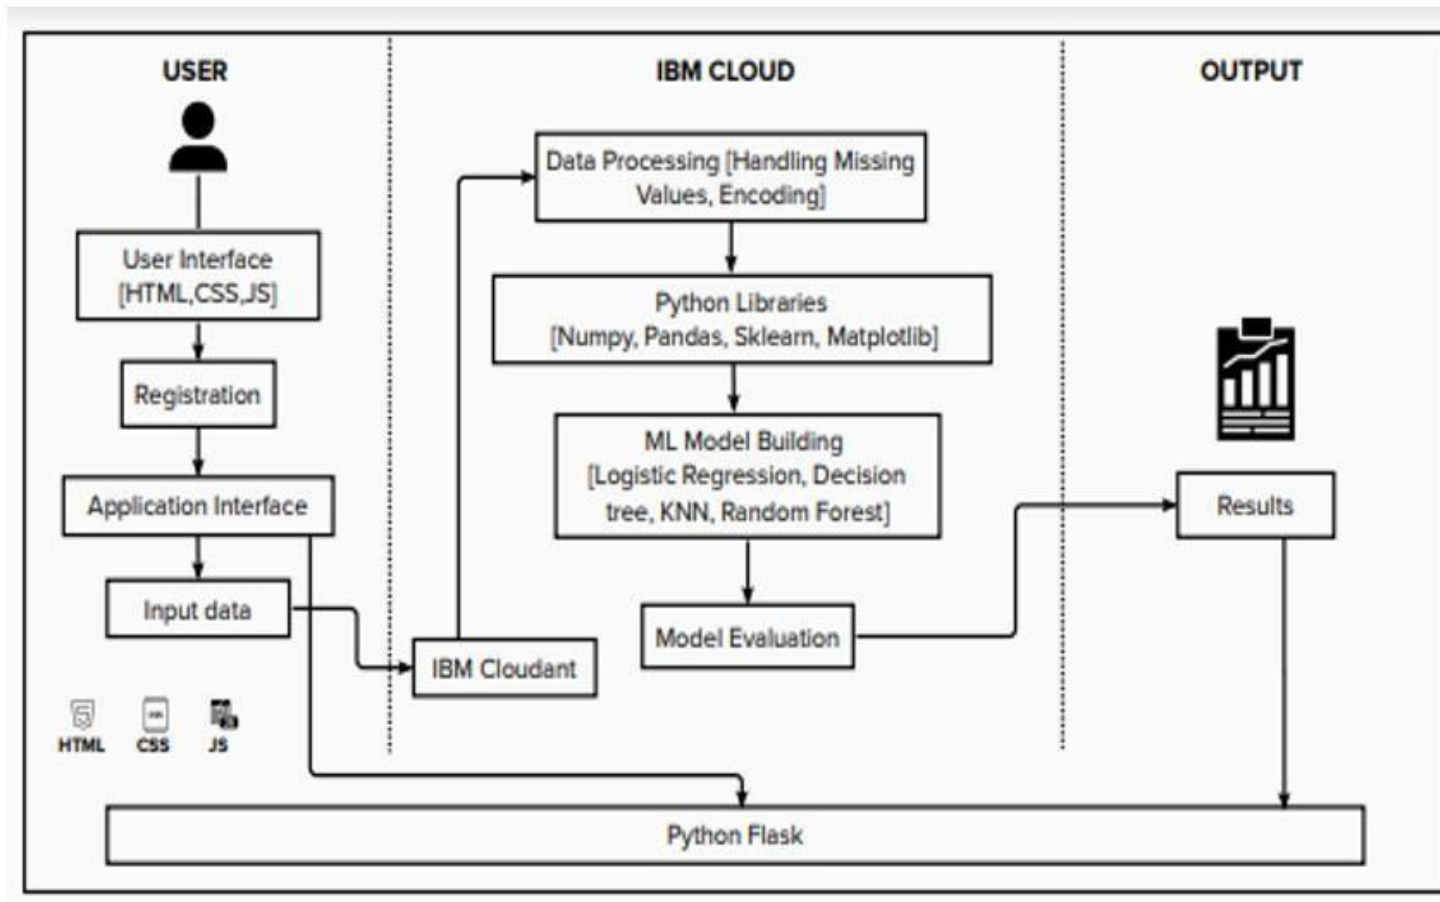 USER
User Interface
[HTML,CSS,JS]
Registration
Application Interface
Input data
HTML
CSS
JS
IBM CLOUD
Data Processing [Handling Missing
Values, Encoding]
Python Libraries
[Numpy, Pandas, Sklearn, Matplotlib]
ML Model Building
[Logistic Regression, Decision
tree, KNN, Random Forest]
Model Evaluation
IBM Cloudant
OUTPUT
Results
Python Flask